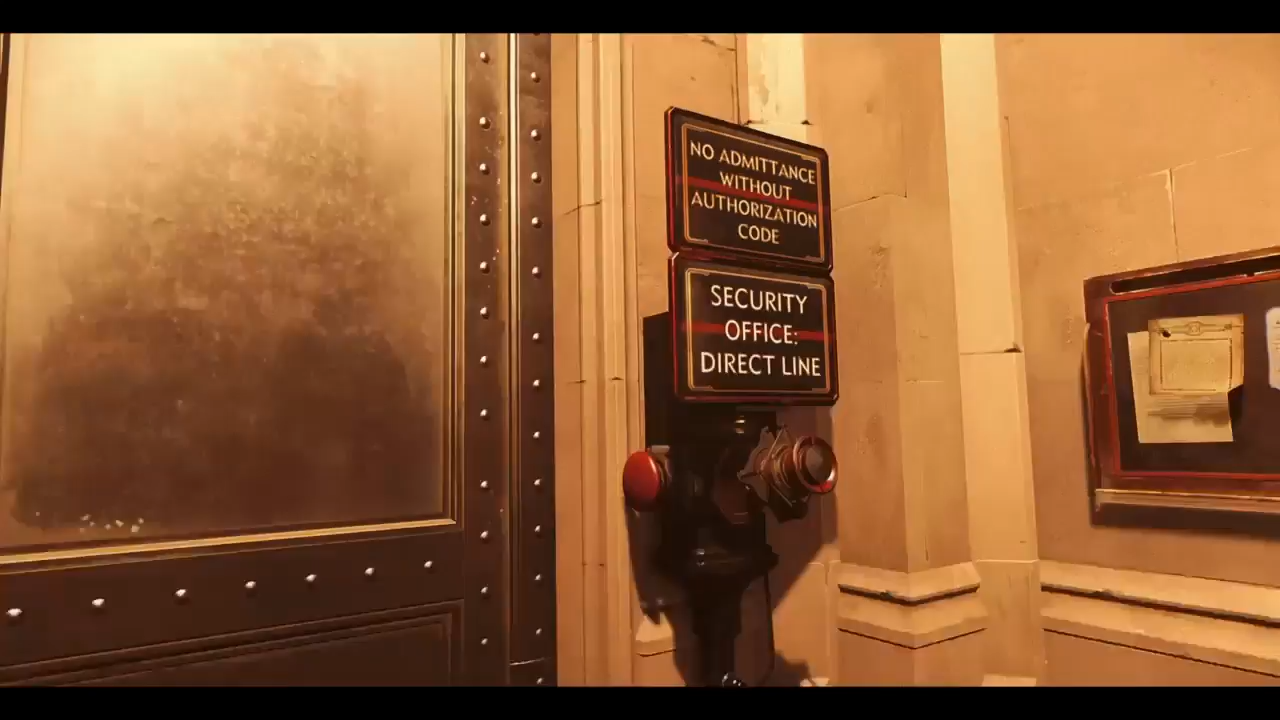 NO ADMITTANCE
WITHOUT
AUTHORIZATION
CODE
SECURITY
OFFICE:
DIRECT LINE